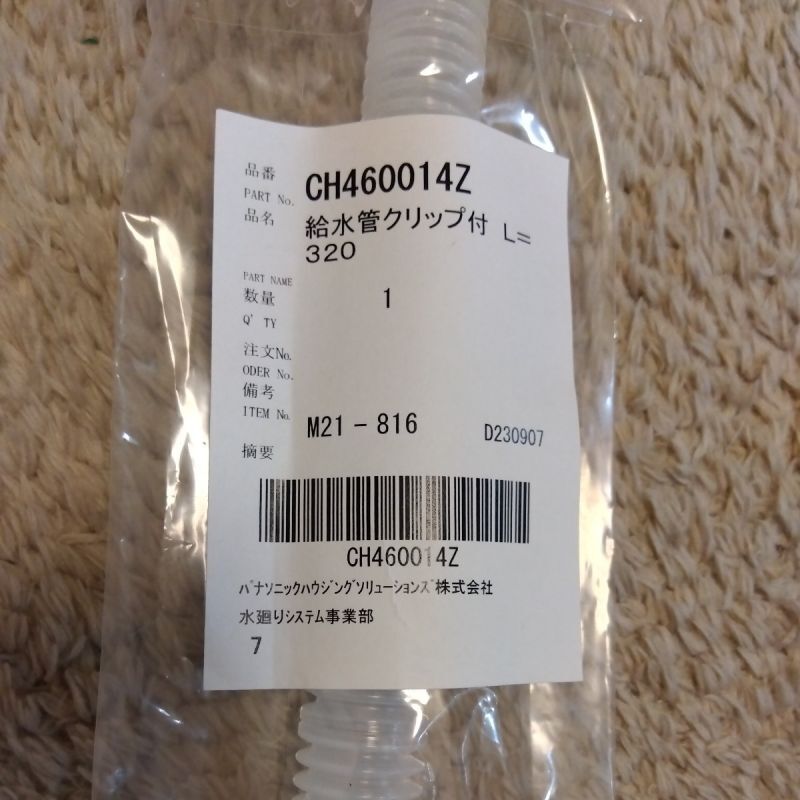 品番 CH460014Z
PART No.
品名 給水管クリップ付 L=
320
PART NAME
数量 1
Q'TY
注文No.
ODER No.
備考
ITEM No. M21-816 D230907
摘要
CH460014Z
ﾊﾟﾅｿﾆｯｸﾊｳｼﾞﾝｸﾞｿﾘｭｰｼｮﾝｽﾞ株式会社
水廻りｼｽﾃﾑ事業部
7